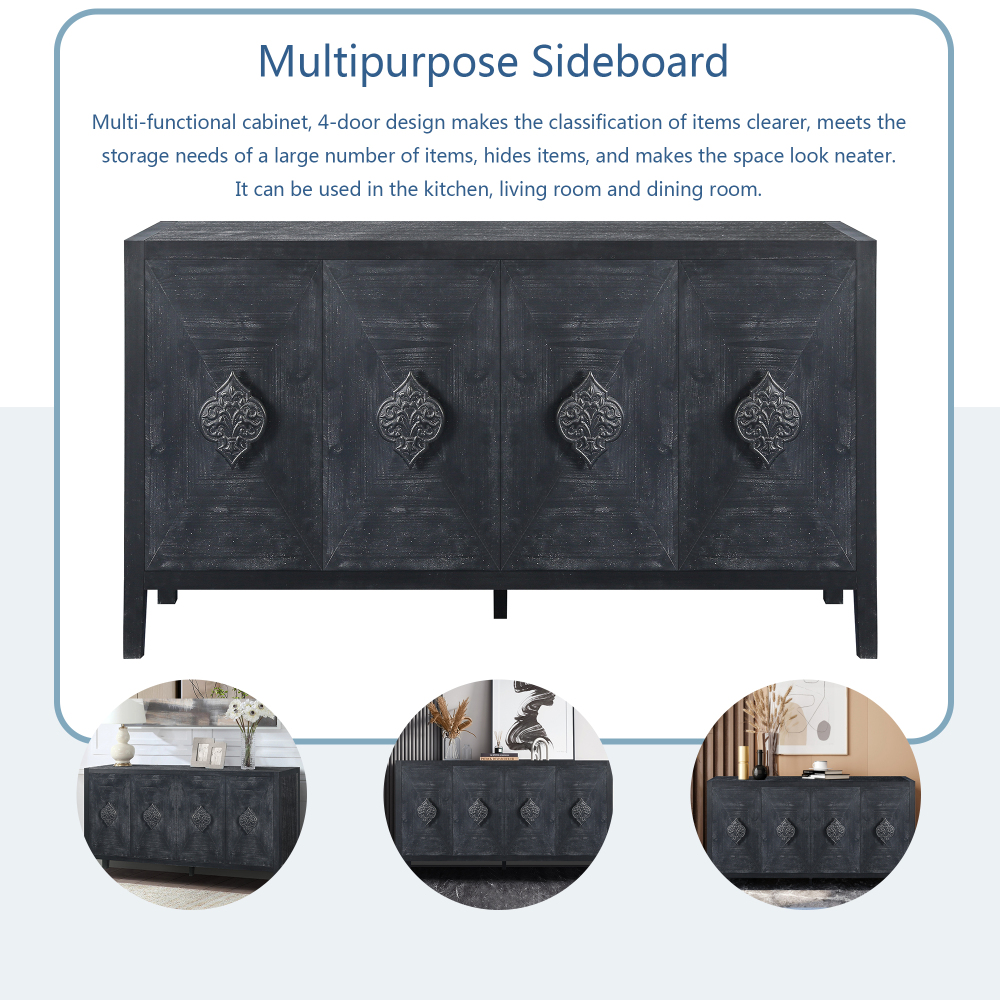 Multipurpose Sideboard
Multi-functional cabinet, 4-door design makes the classification of items clearer, meets the
storage needs of a large number of items, hides items, and makes the space look neater.
It can be used in the kitchen, living room and dining room.